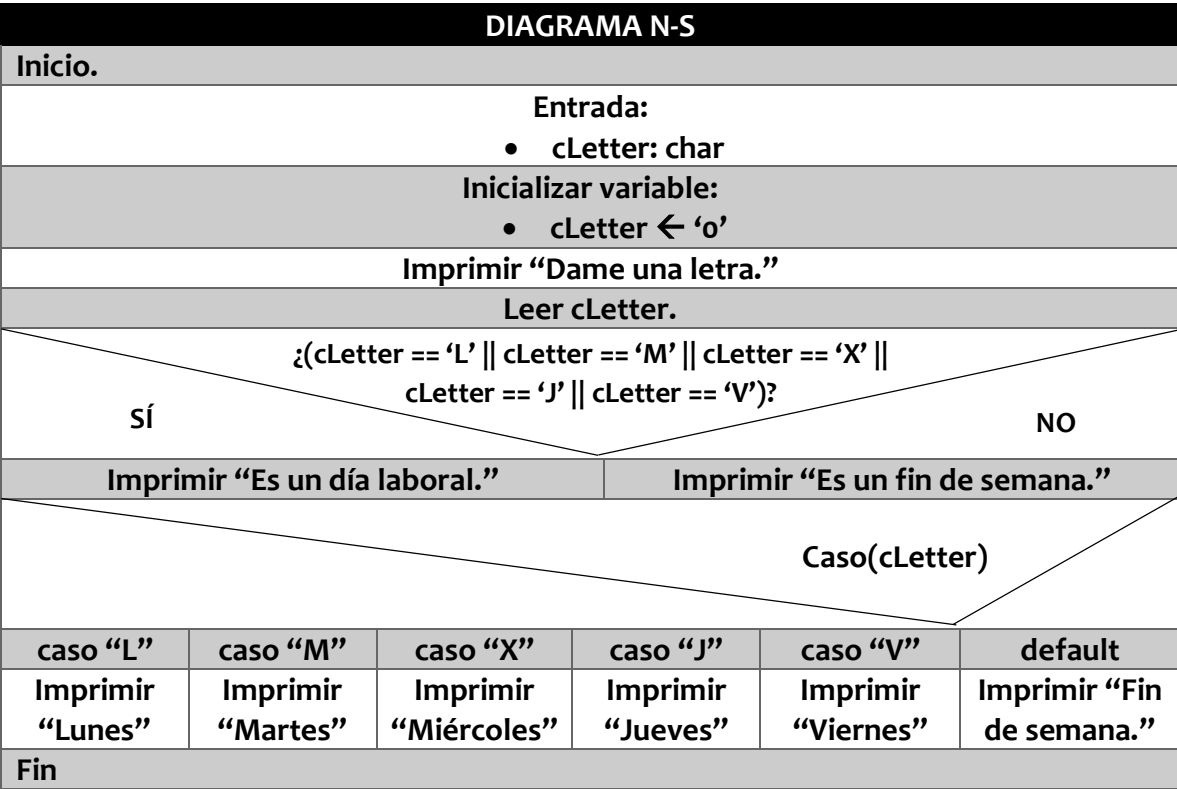 DIAGRAMA N-S
Inicio.
Entrada:
• cLetter: char
Inicializar variable:
• cLetter ← ‘0’
Imprimir “Dame una letra.”
Leer cLetter.
¿(cLetter == ‘L’ || cLetter == ‘M’ || cLetter == ‘X’ ||
cLetter == ‘J’ || cLetter == ‘V’)?
SÍ NO
Imprimir “Es un día laboral.” Imprimir “Es un fin de semana.”
Caso(cLetter)
caso “L” caso “M” caso “X” caso “J” caso “V” default
Imprimir Imprimir Imprimir Imprimir Imprimir Imprimir “Fin
“Lunes” “Martes” “Miércoles” “Jueves” “Viernes” de semana.”
Fin